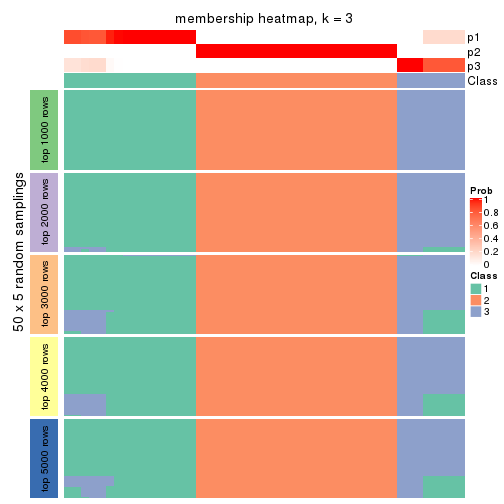 membership heatmap, k = 3
p1
p2
p3
Class
50 x 5 random samplings
top 1000 rows
top 2000 rows
top 3000 rows
top 4000 rows
top 5000 rows
Prob
1
0.8
0.6
0.4
0.2
0
Class
1
2
3